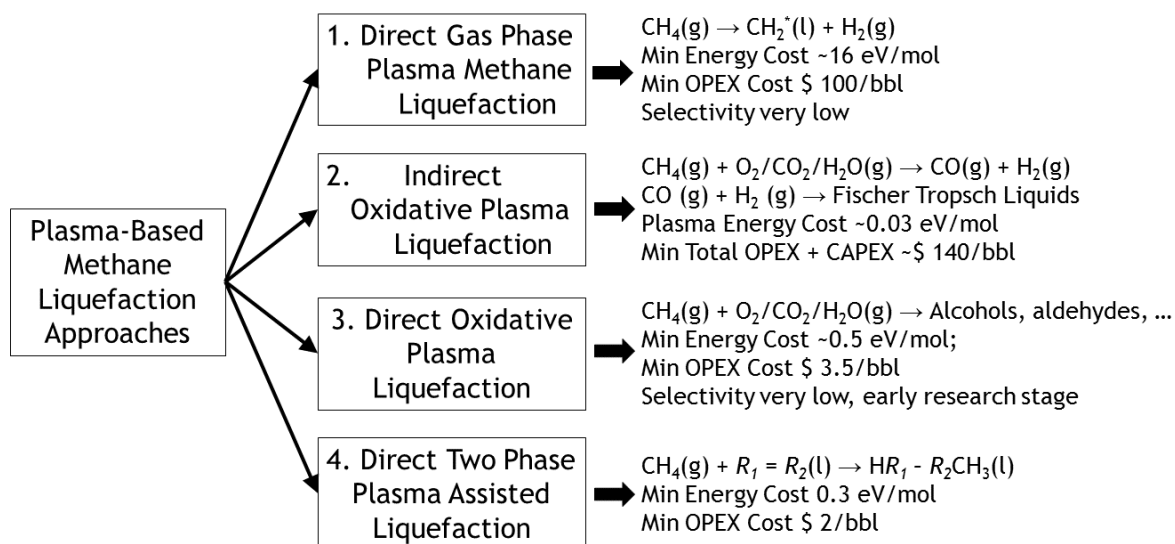 Plasma-Based
Methane
Liquefaction
Approaches
1. Direct Gas Phase
Plasma Methane
Liquefaction
CH₄(g) → CH₂*(l) + H₂(g)
Min Energy Cost ~16 eV/mol
Min OPEX Cost $ 100/bbl
Selectivity very low
2. Indirect
Oxidative Plasma
Liquefaction
CH₄(g) + O₂/CO₂/H₂O(g) → CO(g) + H₂(g)
CO (g) + H₂ (g) → Fischer Tropsch Liquids
Plasma Energy Cost ~0.03 eV/mol
Min Total OPEX + CAPEX ~$ 140/bbl
3. Direct Oxidative
Plasma
Liquefaction
CH₄(g) + O₂/CO₂/H₂O(g) → Alcohols, aldehydes, ...
Min Energy Cost ~0.5 eV/mol;
Min OPEX Cost $ 3.5/bbl
Selectivity very low, early research stage
4. Direct Two Phase
Plasma Assisted
Liquefaction
CH₄(g) + R₁ = R₂(l) → HR₁ - R₂CH₃(l)
Min Energy Cost 0.3 eV/mol
Min OPEX Cost $ 2/bbl